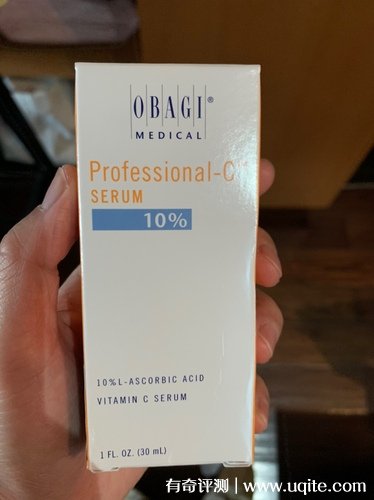 OBAGI®
MEDICAL
Professional-C™
SERUM
10%
10% L-ASCORBIC ACID
VITAMIN C SERUM
1 FL. OZ. (30 mL)
有奇评测 | www.uqite.com